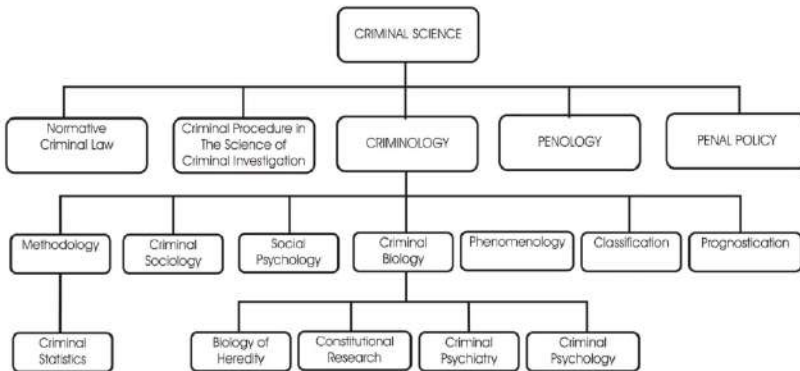 CRIMINAL SCIENCE
Normative
Criminal Law
Criminal Procedure in
The Science of
Criminal Investigation
CRIMINOLOGY
PENOLOGY
PENAL POLICY
Methodology
Criminal
Sociology
Social
Psychology
Criminal
Biology
Phenomenology
Classification
Prognostication
Criminal
Statistics
Biology of
Heredity
Constitutional
Research
Criminal
Psychiatry
Criminal
Psychology